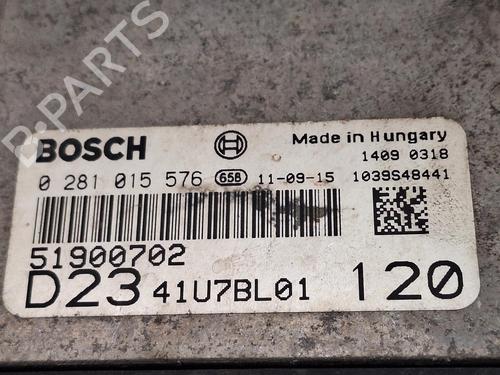 B-PARTS
BOSCH
Made in Hungary
0 281 015 576 65B 11-09-15
1409 0318
1039S48441
51900702
D23 41U7BL01 120